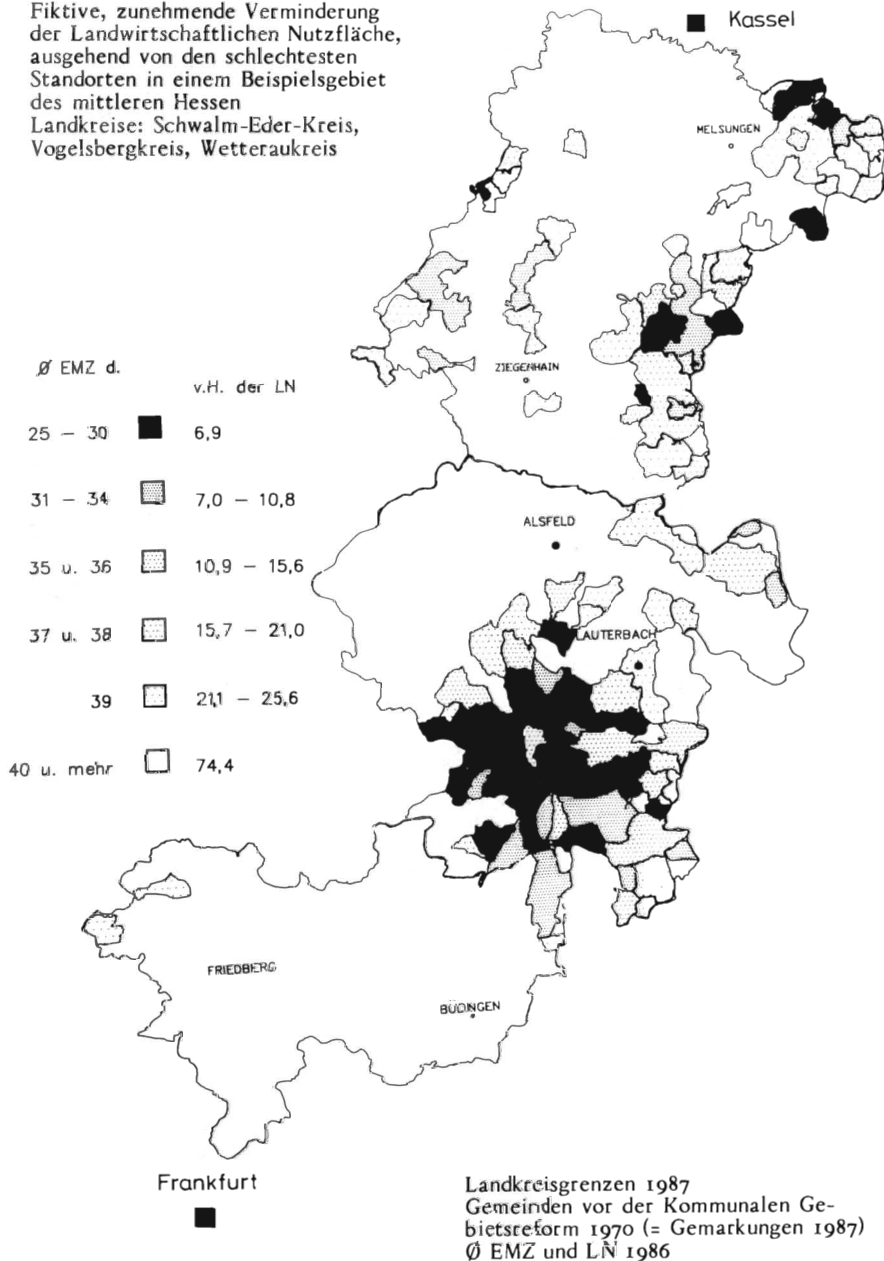 Fiktive, zunehmende Verminderung
der Landwirtschaftlichen Nutzfläche,
ausgehend von den schlechtesten
Standorten in einem Beispielsgebiet
des mittleren Hessen
Landkreise: Schwalm-Eder-Kreis,
Vogelsbergkreis, Wetteraukreis
Kassel
MELSUNGEN
ZIEGENHAIN
Ø EMZ d.
v.H. der LN
25 – 30 6,9
31 – 34 7,0 – 10,8
35 u. 36 10,9 – 15,6
37 u. 38 15,7 – 21,0
39 21,1 – 25,6
40 u. mehr 74,4
ALSFELD
LAUTERBACH
FRIEDBERG
BÜDINGEN
Frankfurt
Landkreisgrenzen 1987
Gemeinden vor der Kommunalen Ge-
bietsreform 1970 (= Gemarkungen 1987)
Ø EMZ und LN 1986